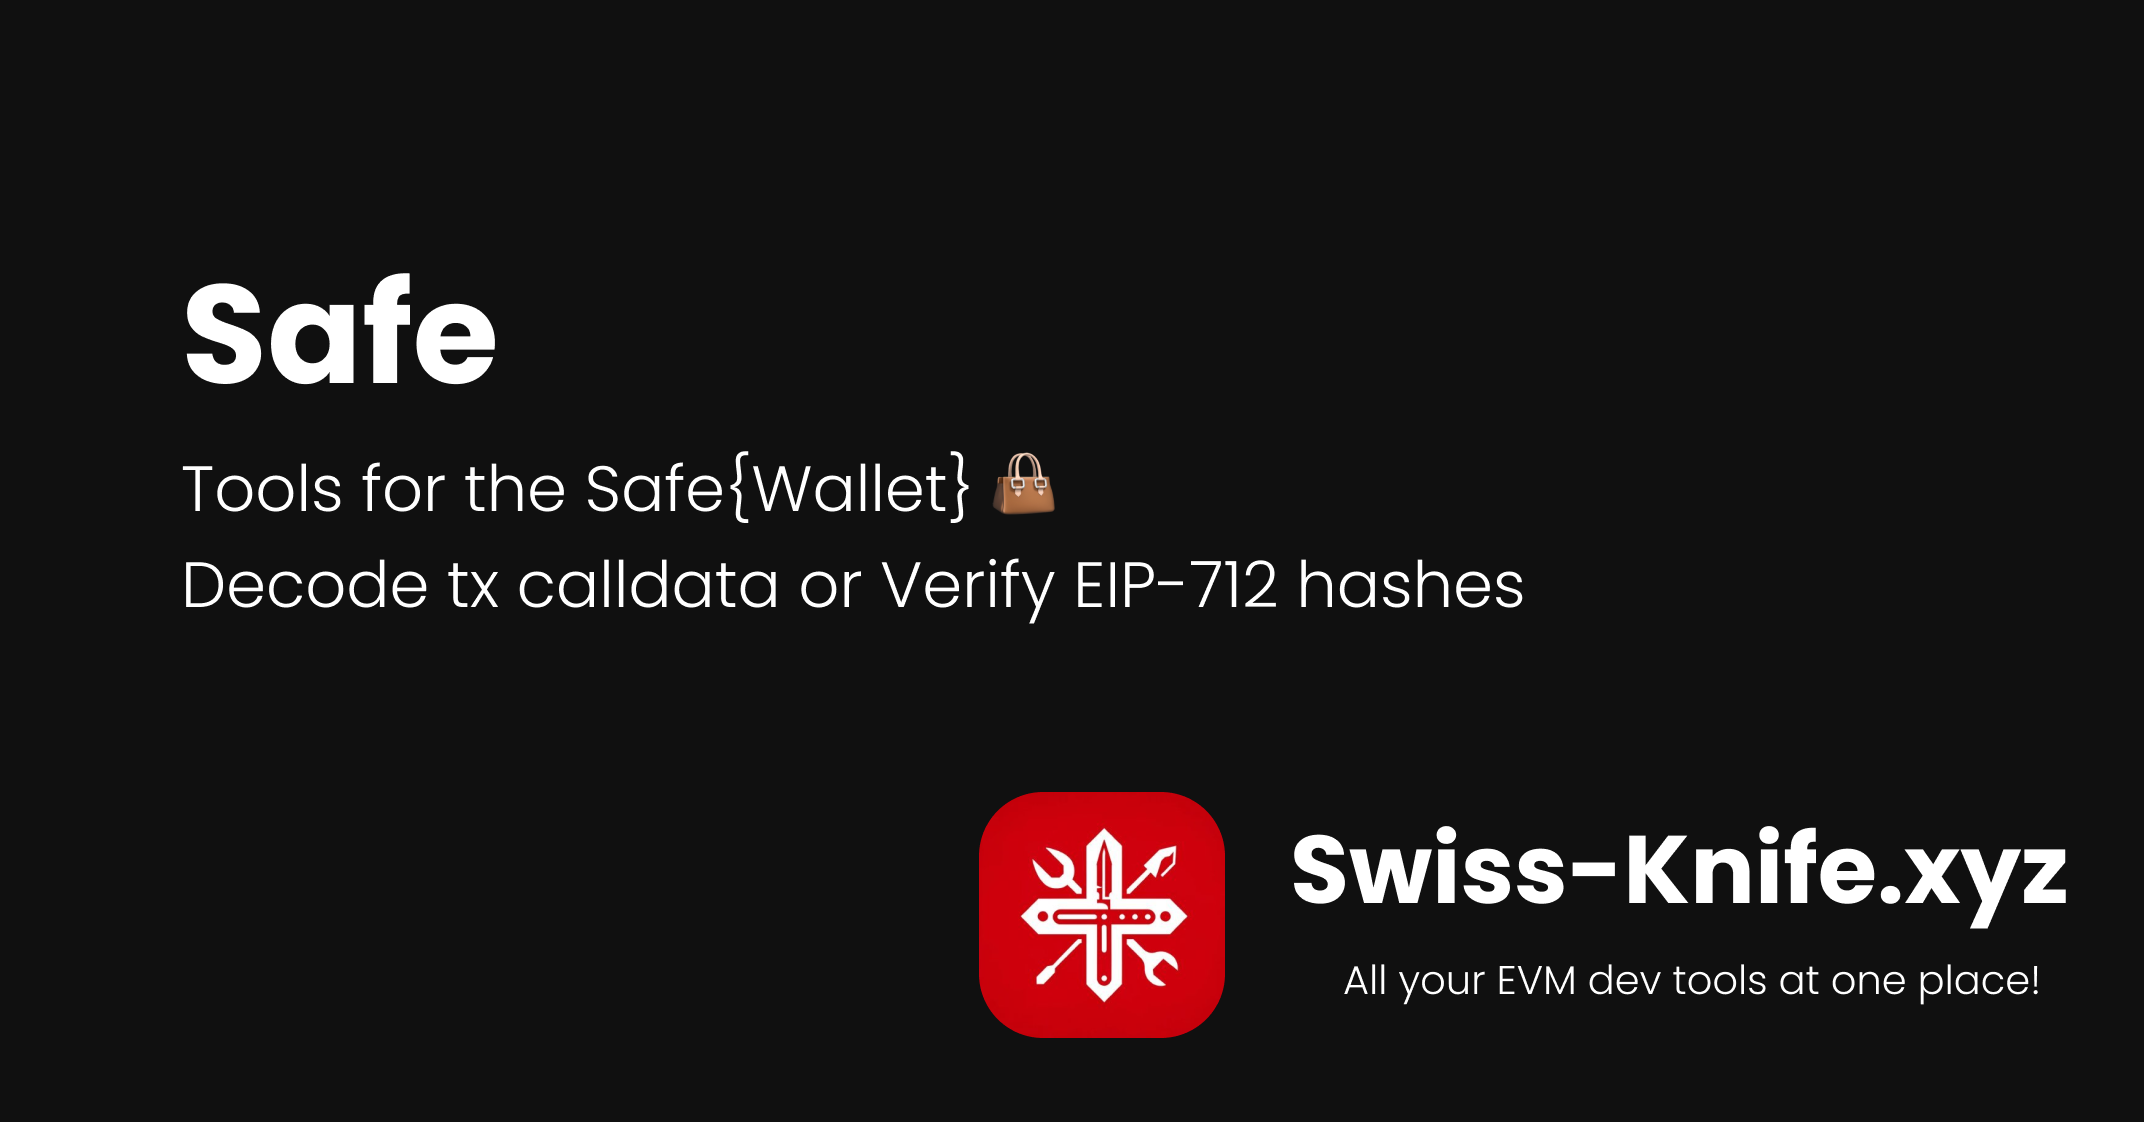 Safe
Tools for the Safe{Wallet} 👜
Decode tx calldata or Verify EIP-712 hashes
Swiss-Knife.xyz
All your EVM dev tools at one place!